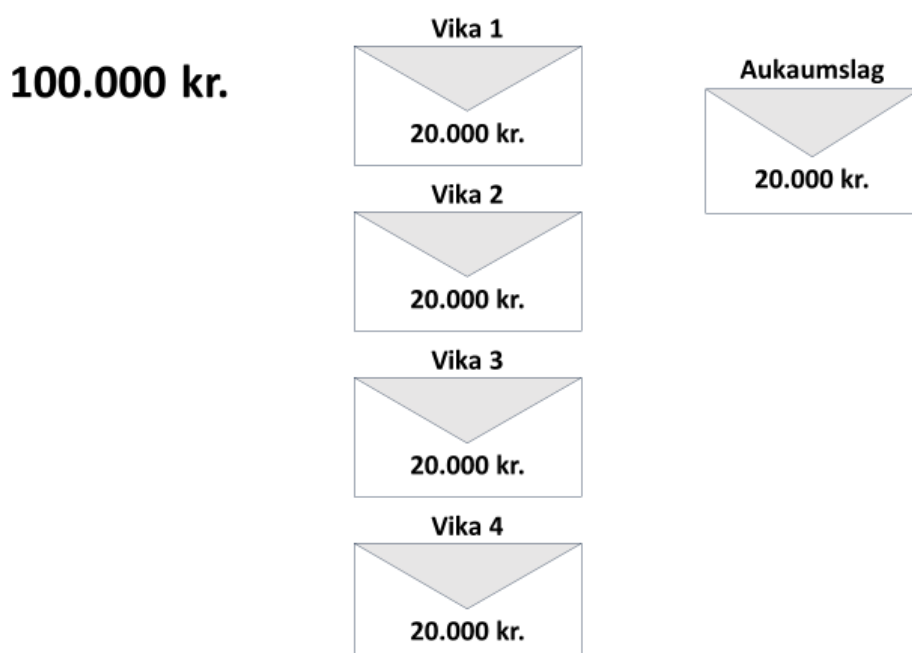 100.000 kr.
Vika 1
20.000 kr.
Vika 2
20.000 kr.
Vika 3
20.000 kr.
Vika 4
20.000 kr.
Aukaumslag
20.000 kr.